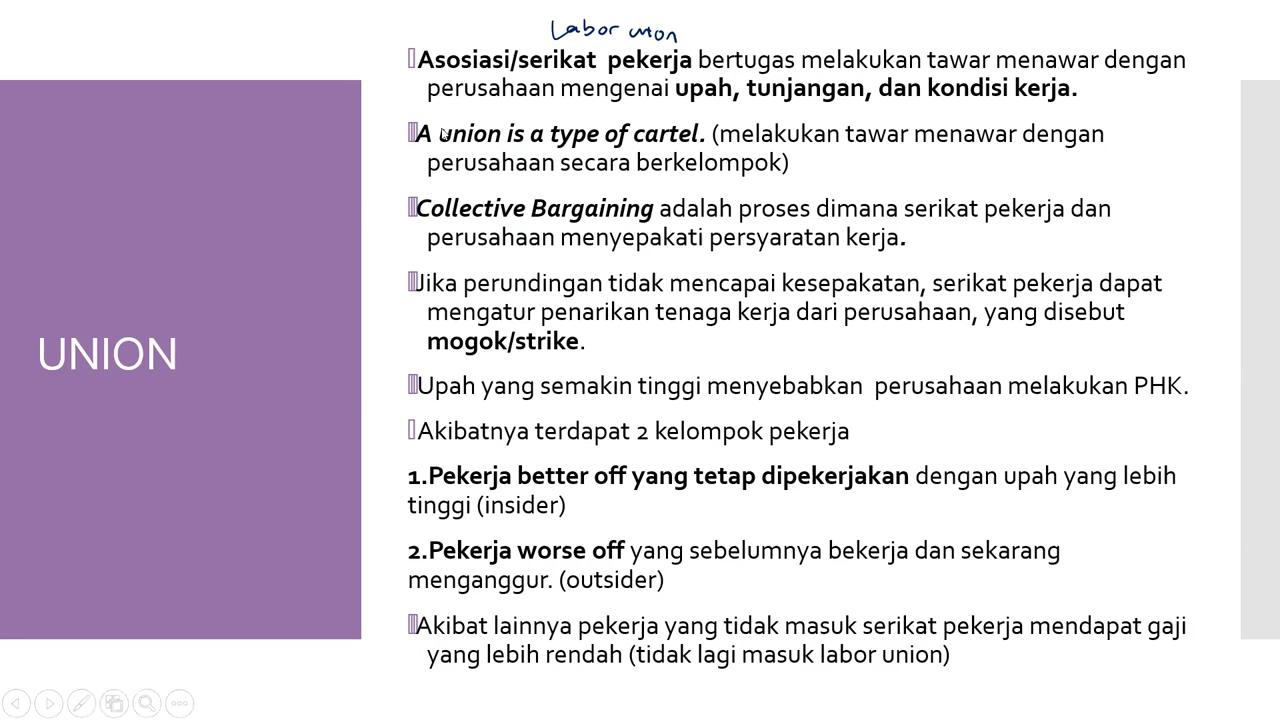 Labor union
Asosiasi/serikat pekerja bertugas melakukan tawar menawar dengan
perusahaan mengenai upah, tunjangan, dan kondisi kerja.
A union is a type of cartel. (melakukan tawar menawar dengan
perusahaan secara berkelompok)
Collective Bargaining adalah proses dimana serikat pekerja dan
perusahaan menyepakati persyaratan kerja.
Jika perundingan tidak mencapai kesepakatan, serikat pekerja dapat
mengatur penarikan tenaga kerja dari perusahaan, yang disebut
mogok/strike.
UNION
Upah yang semakin tinggi menyebabkan perusahaan melakukan PHK.
Akibatnya terdapat 2 kelompok pekerja
1.Pekerja better off yang tetap dipekerjakan dengan upah yang lebih
tinggi (insider)
2.Pekerja worse off yang sebelumnya bekerja dan sekarang
menganggur. (outsider)
Akibat lainnya pekerja yang tidak masuk serikat pekerja mendapat gaji
yang lebih rendah (tidak lagi masuk labor union)